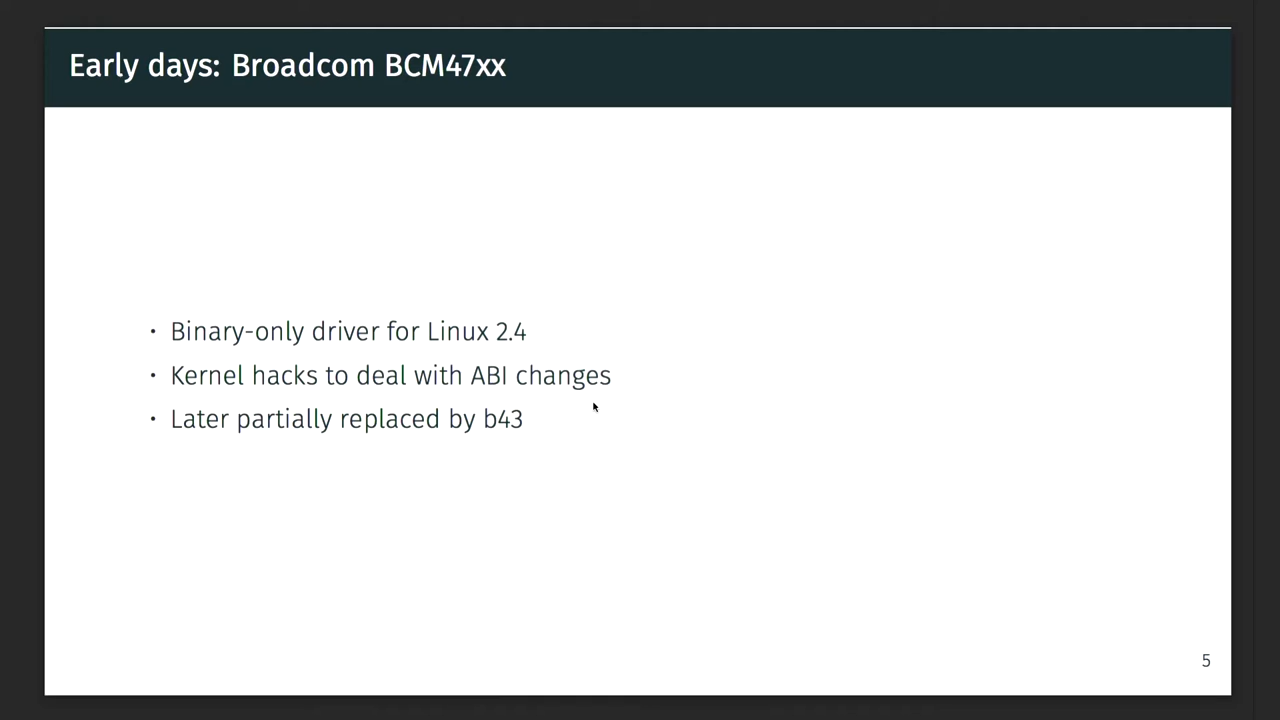 Early days: Broadcom BCM47xx
• Binary-only driver for Linux 2.4
• Kernel hacks to deal with ABI changes
• Later partially replaced by b43
5